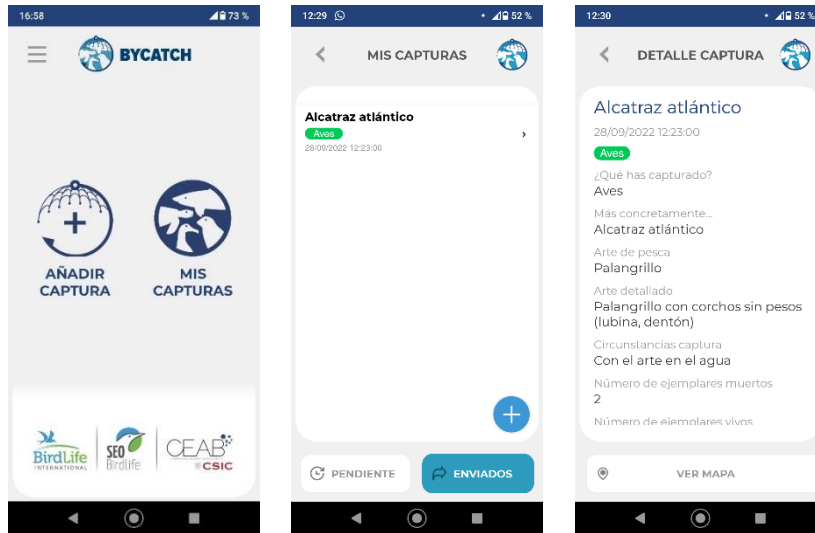 16:58
73 %
BYCATCH
AÑADIR
CAPTURA
MIS
CAPTURAS
BirdLife
INTERNATIONAL
SEO
BirdLife
CEAB
CSIC
12:29
52 %
MIS CAPTURAS
Alcatraz atlántico
Aves
28/09/2022 12:23:00
PENDIENTE
ENVIADOS
12:30
52 %
DETALLE CAPTURA
Alcatraz atlántico
28/09/2022 12:23:00
Aves
¿Qué has capturado?
Aves
Más concretamente...
Alcatraz atlántico
Arte de pesca
Palangrillo
Arte detallado
Palangrillo con corchos sin pesos
(lubina, dentón)
Circunstancias captura
Con el arte en el agua
Número de ejemplares muertos
2
Número de ejemplares vivos
VER MAPA